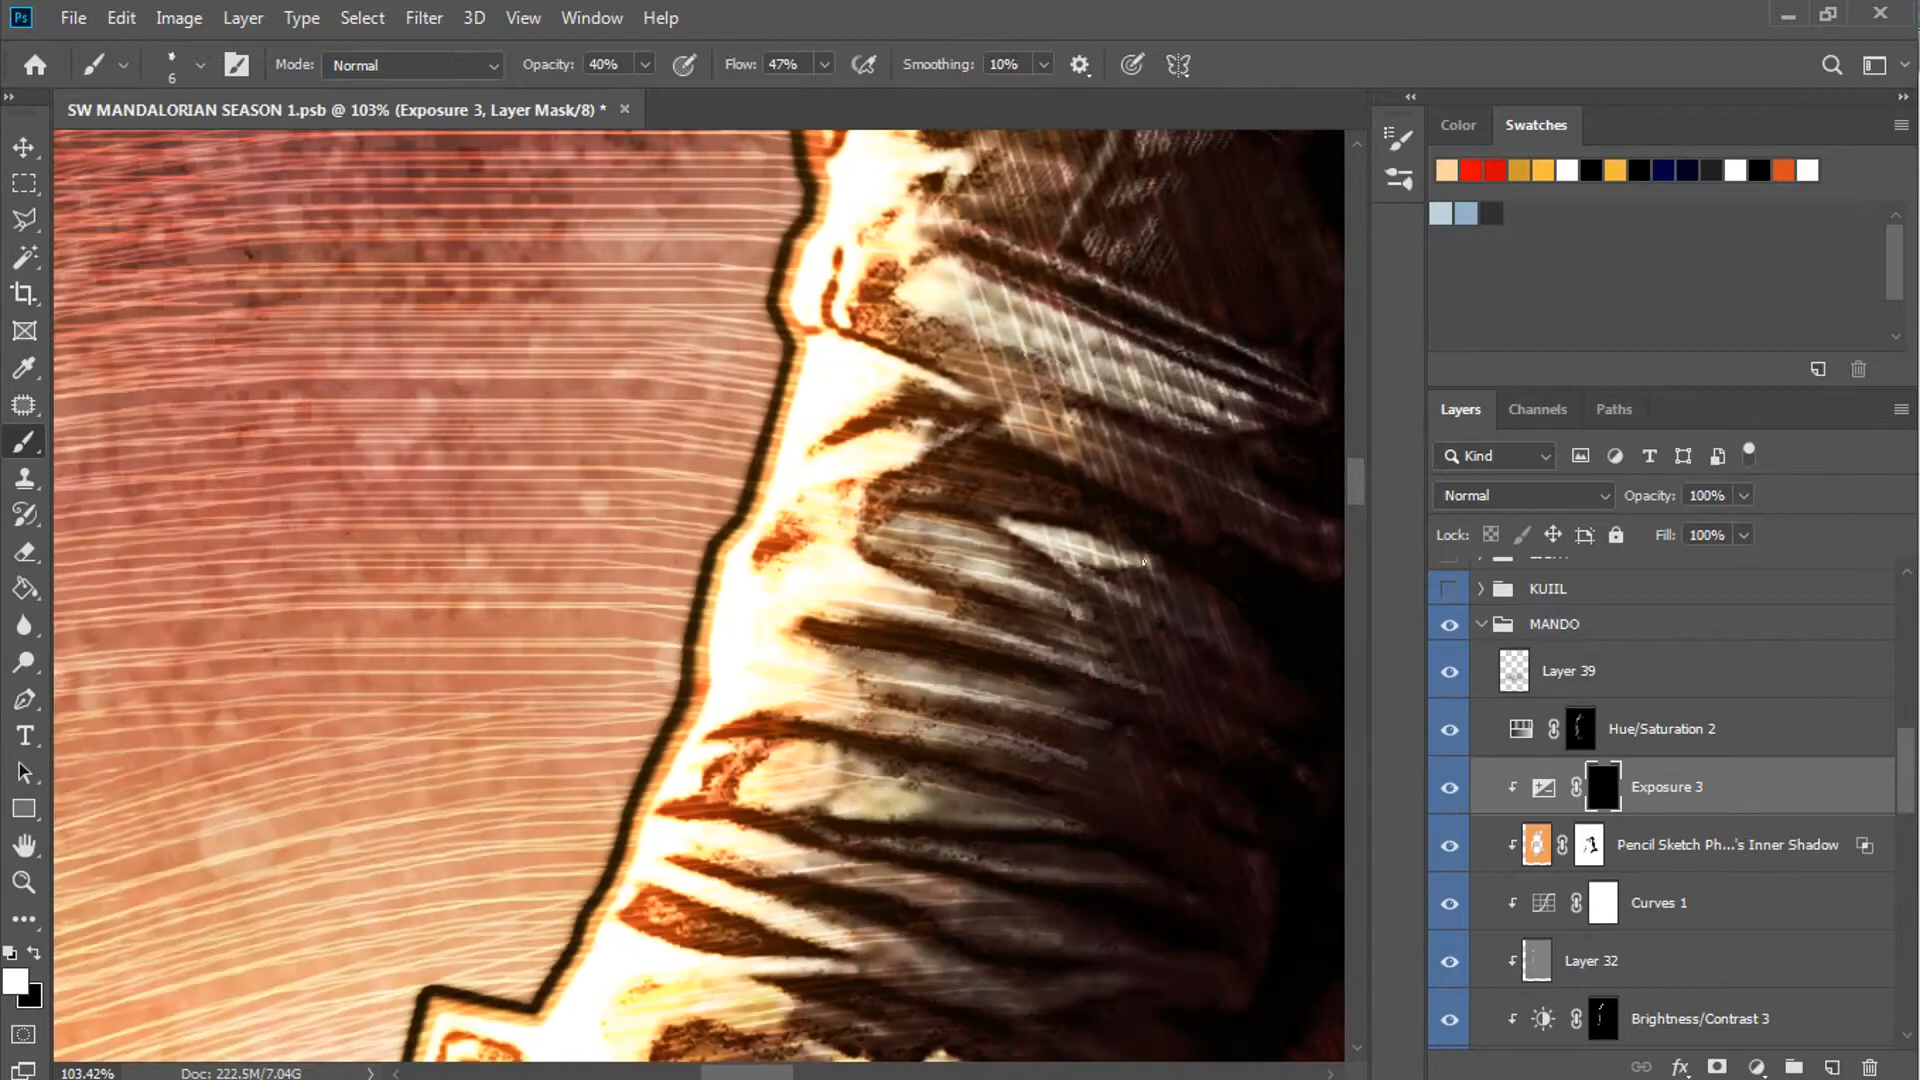 Ps File Edit Image Layer Type Select Filter 3D View Window Help
6 Mode: Normal Opacity: 40% Flow: 47% Smoothing: 10%
SW MANDALORIAN SEASON 1.psb @ 103% (Exposure 3, Layer Mask/8) *
Color Swatches
Layers Channels Paths
Kind
Normal Opacity: 100%
Lock: Fill: 100%
KUIIL
MANDO
Layer 39
Hue/Saturation 2
Exposure 3
Pencil Sketch Ph...'s Inner Shadow
Curves 1
Layer 32
Brightness/Contrast 3
103.42% Doc: 222.5M/7.04G
fx